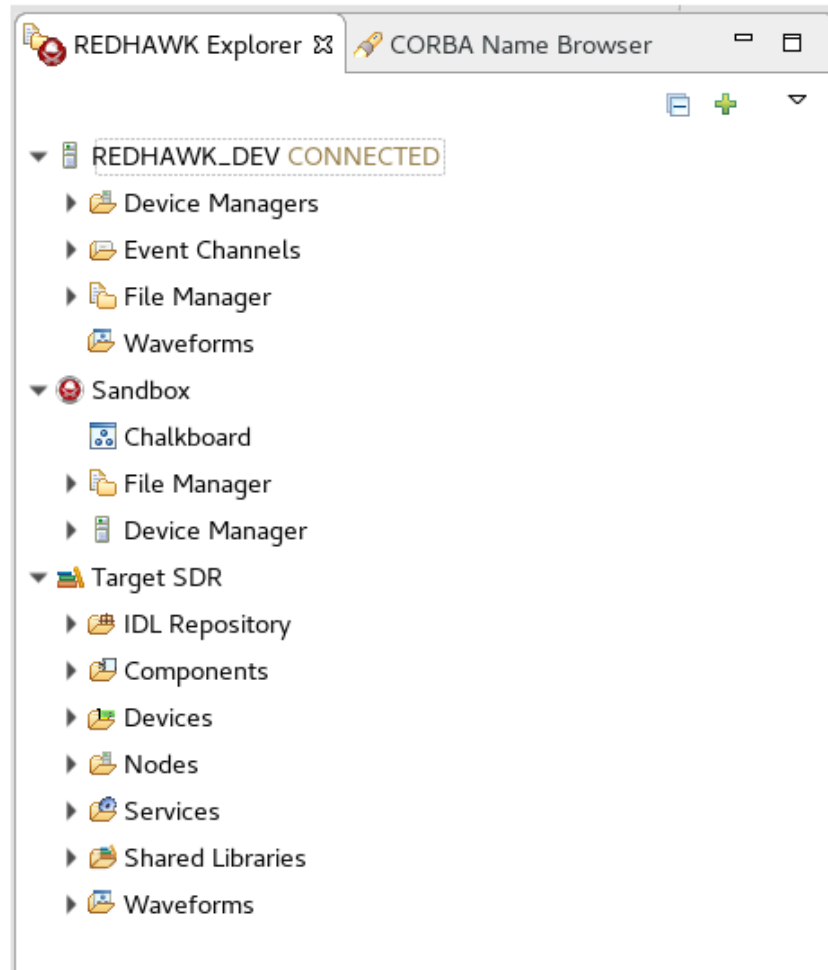 REDHAWK Explorer CORBA Name Browser
REDHAWK_DEV CONNECTED
Device Managers
Event Channels
File Manager
Waveforms
Sandbox
Chalkboard
File Manager
Device Manager
Target SDR
IDL Repository
Components
Devices
Nodes
Services
Shared Libraries
Waveforms